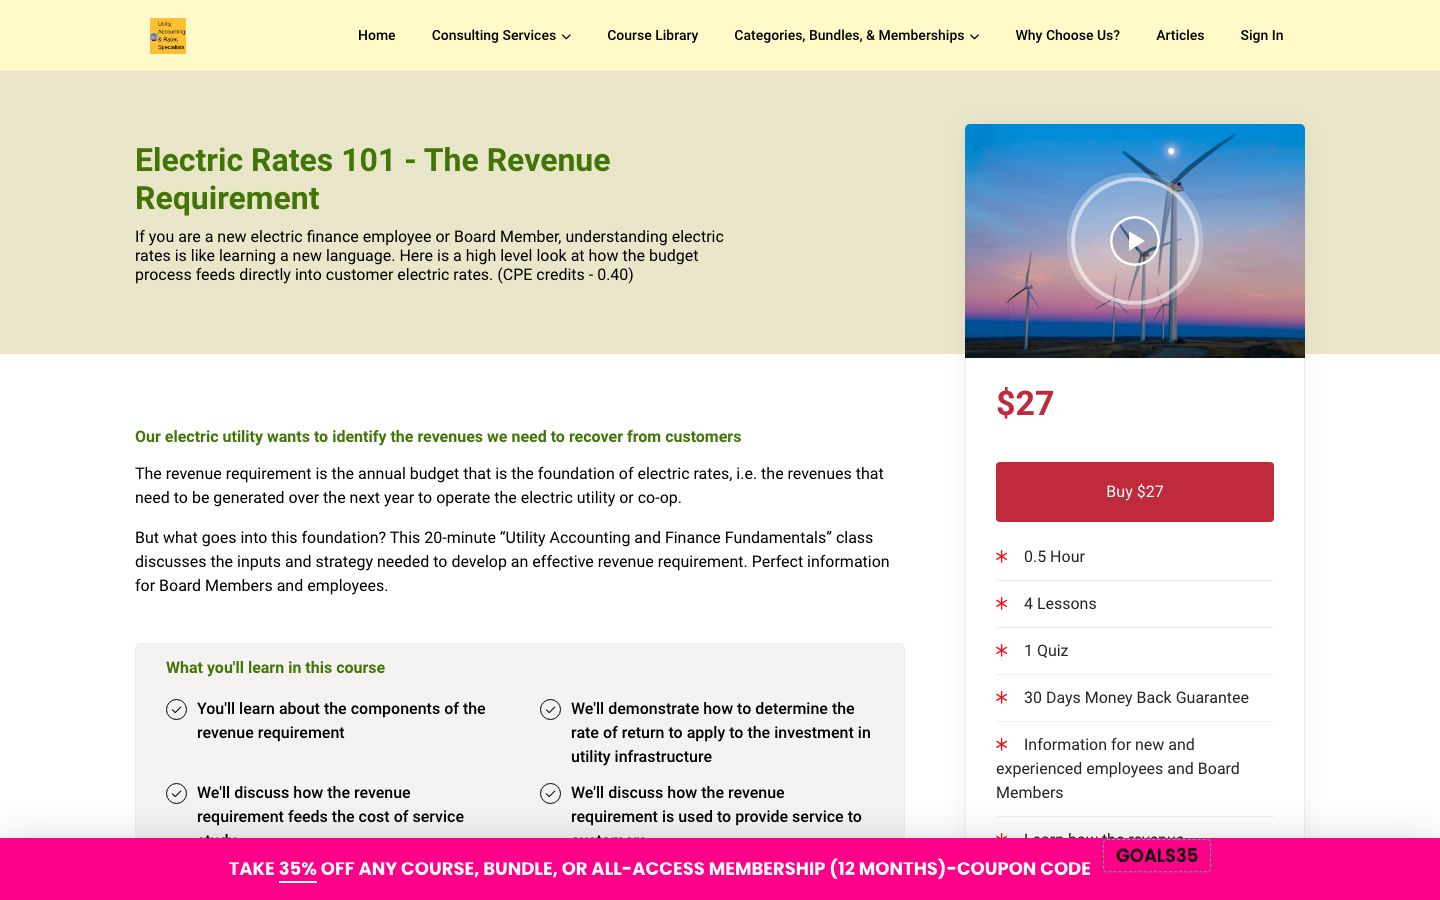 Utility
Accounting
& Rates
Specialists
Home
Consulting Services
Course Library
Categories, Bundles, & Memberships
Why Choose Us?
Articles
Sign In
Electric Rates 101 - The Revenue
Requirement
If you are a new electric finance employee or Board Member, understanding electric
rates is like learning a new language. Here is a high level look at how the budget
process feeds directly into customer electric rates. (CPE credits - 0.40)
Our electric utility wants to identify the revenues we need to recover from customers
The revenue requirement is the annual budget that is the foundation of electric rates, i.e. the revenues that
need to be generated over the next year to operate the electric utility or co-op.
But what goes into this foundation? This 20-minute “Utility Accounting and Finance Fundamentals” class
discusses the inputs and strategy needed to develop an effective revenue requirement. Perfect information
for Board Members and employees.
What you'll learn in this course
You'll learn about the components of the
revenue requirement
We'll demonstrate how to determine the
rate of return to apply to the investment in
utility infrastructure
We'll discuss how the revenue
requirement feeds the cost of service
study
We'll discuss how the revenue
requirement is used to provide service to
customers
$27
Buy $27
0.5 Hour
4 Lessons
1 Quiz
30 Days Money Back Guarantee
Information for new and
experienced employees and Board
Members
Learn how the revenue
TAKE 35% OFF ANY COURSE, BUNDLE, OR ALL-ACCESS MEMBERSHIP (12 MONTHS)-COUPON CODE
GOALS35